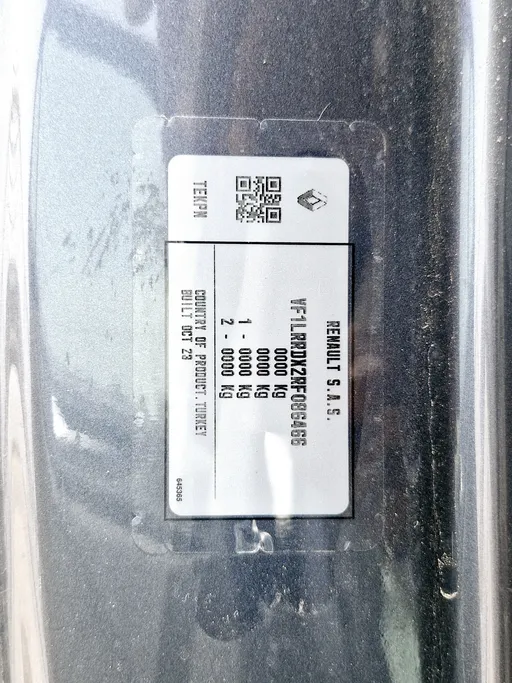 RENAULT S.A.S.
VF1LRRDXZRF086466
0000 Kg
0000 Kg
1 - 0000 Kg
2 - 0000 Kg
COUNTRY OF PRODUCT.TURKEY
BUILT OCT 23
TEKPN
645365